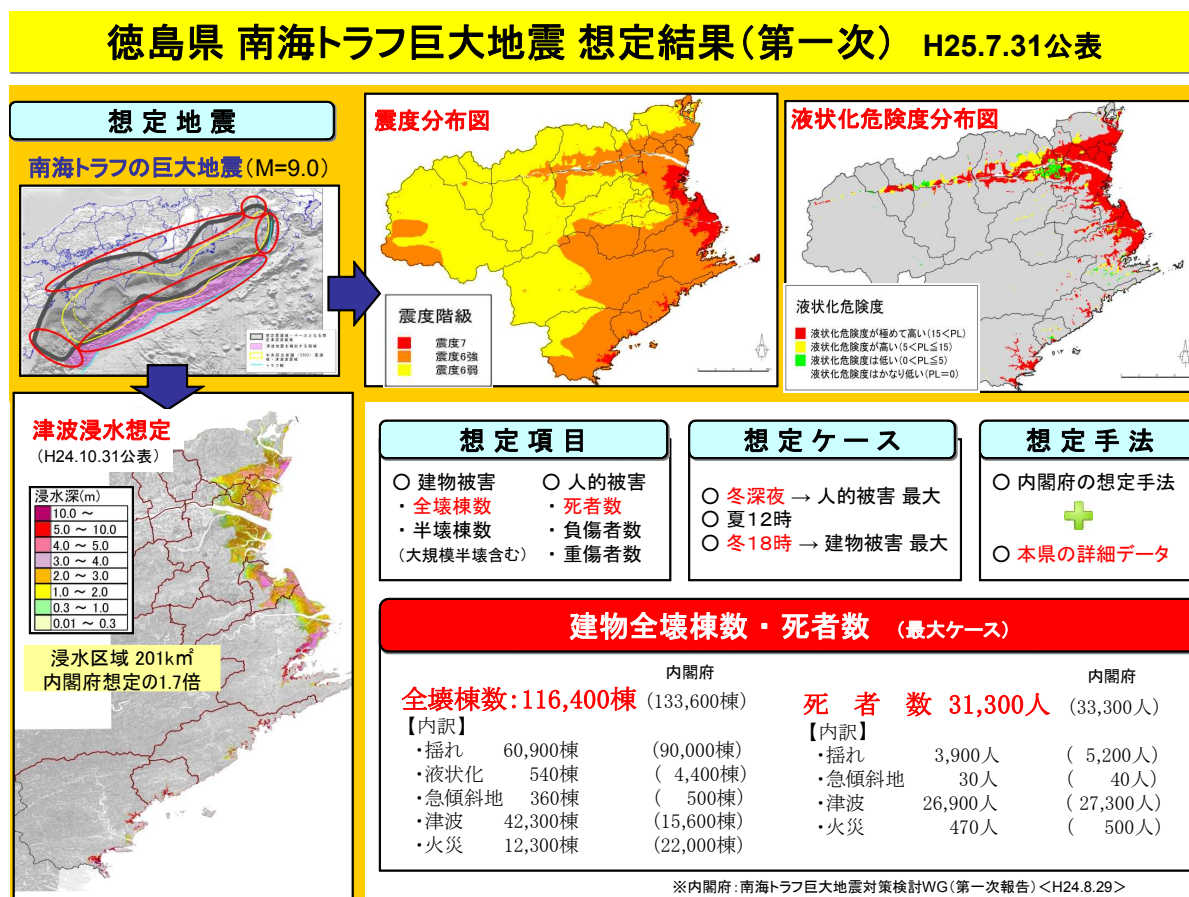 徳島県 南海トラフ巨大地震 想定結果(第一次) H25.7.31公表
想定地震
南海トラフの巨大地震(M=9.0)
震度分布図
震度階級
震度7
震度6強
震度6弱
液状化危険度分布図
液状化危険度
液状化危険度が極めて高い(15<PL)
液状化危険度が高い(5<PL≦15)
液状化危険度は低い(0<PL≦5)
液状化危険度はかなり低い(PL=0)
津波浸水想定
(H24.10.31公表)
浸水深(m)
10.0 ~
5.0 ~ 10.0
4.0 ~ 5.0
3.0 ~ 4.0
2.0 ~ 3.0
1.0 ~ 2.0
0.3 ~ 1.0
0.01 ~ 0.3
浸水区域 201k㎡
内閣府想定の1.7倍
想定項目
○ 建物被害
・全壊棟数
・半壊棟数
(大規模半壊含む)
○ 人的被害
・死者数
・負傷者数
・重傷者数
想定ケース
○ 冬深夜 → 人的被害 最大
○ 夏12時
○ 冬18時 → 建物被害 最大
想定手法
○ 内閣府の想定手法
○ 本県の詳細データ
建物全壊棟数・死者数 (最大ケース)
内閣府
全壊棟数:116,400棟 (133,600棟)
【内訳】
・揺れ 60,900棟 (90,000棟)
・液状化 540棟 ( 4,400棟)
・急傾斜地 360棟 ( 500棟)
・津波 42,300棟 (15,600棟)
・火災 12,300棟 (22,000棟)
内閣府
死 者 数 31,300人 (33,300人)
【内訳】
・揺れ 3,900人 ( 5,200人)
・急傾斜地 30人 ( 40人)
・津波 26,900人 ( 27,300人)
・火災 470人 ( 500人)
※内閣府:南海トラフ巨大地震対策検討WG(第一次報告)<H24.8.29>